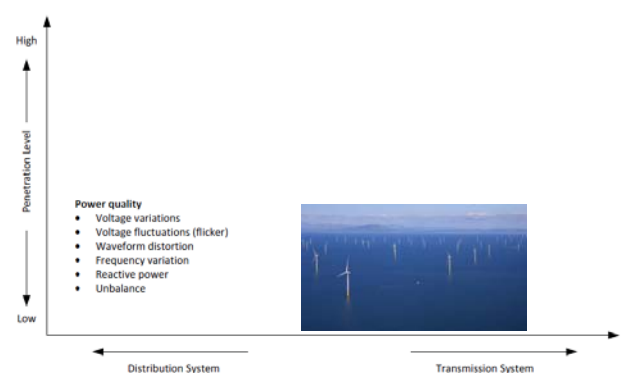 High
Penetration Level
Power quality
• Voltage variations
• Voltage fluctuations (flicker)
• Waveform distortion
• Frequency variation
• Reactive power
• Unbalance
Low
Distribution System
Transmission System